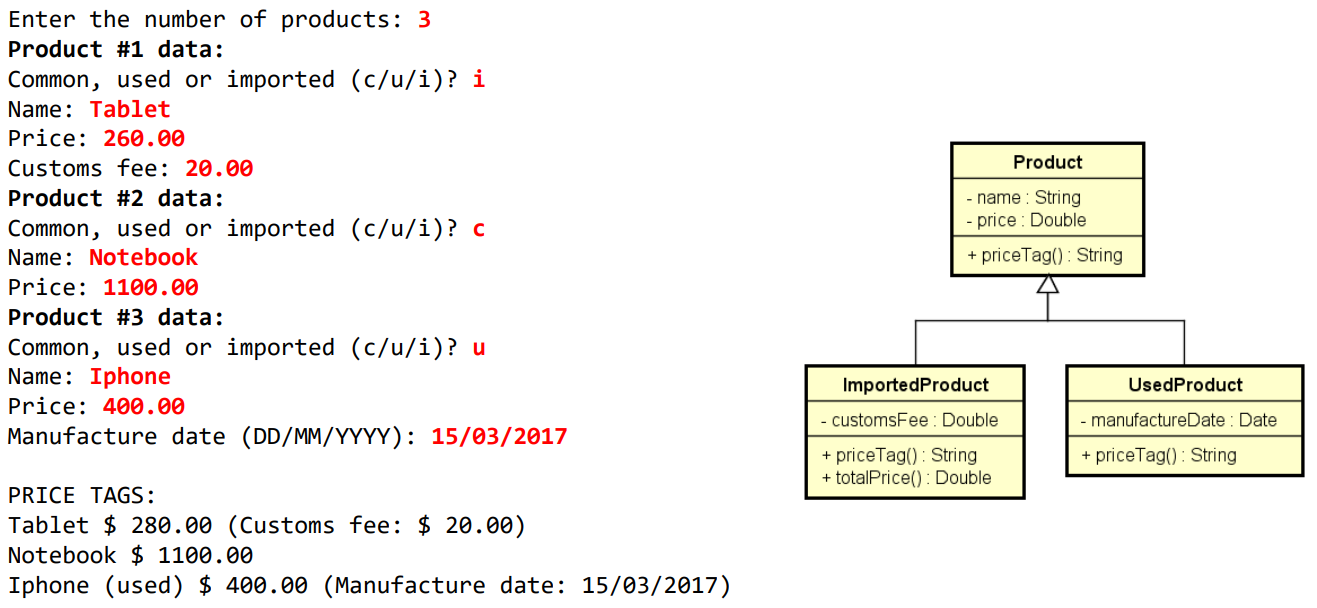 Enter the number of products: 3
Product #1 data:
Common, used or imported (c/u/i)? i
Name: Tablet
Price: 260.00
Customs fee: 20.00
Product #2 data:
Common, used or imported (c/u/i)? c
Name: Notebook
Price: 1100.00
Product #3 data:
Common, used or imported (c/u/i)? u
Name: Iphone
Price: 400.00
Manufacture date (DD/MM/YYYY): 15/03/2017
PRICE TAGS:
Tablet $ 280.00 (Customs fee: $ 20.00)
Notebook $ 1100.00
Iphone (used) $ 400.00 (Manufacture date: 15/03/2017)
Product
- name : String
- price : Double
+ priceTag() : String
ImportedProduct
- customsFee : Double
+ priceTag() : String
+ totalPrice() : Double
UsedProduct
- manufactureDate : Date
+ priceTag() : String